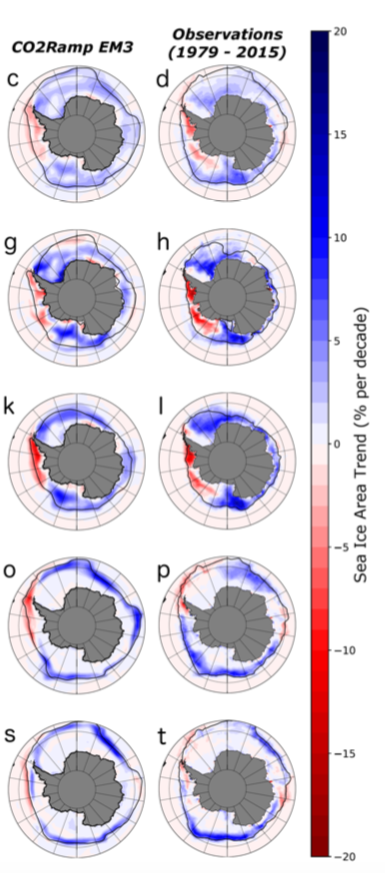 CO2Ramp EM3
Observations
(1979 - 2015)
c
d
g
h
k
l
o
p
s
t
20
15
10
5
0
−5
−10
−15
−20
Sea Ice Area Trend (% per decade)